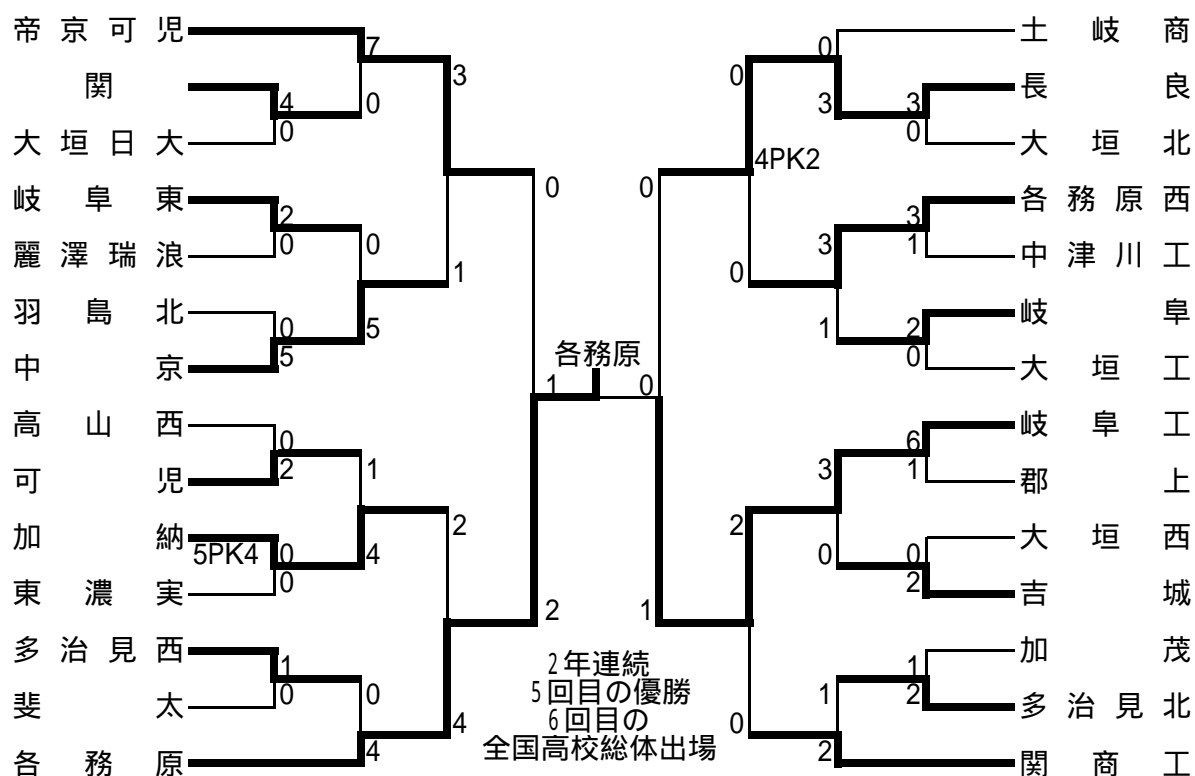 帝京可児
関
大垣日大
岐阜東
麗澤瑞浪
羽島北
中京
高山西
可児
加納
東濃実
多治見西
斐太
各務原
7
4
0
0
2
0
0
0
5
5
0
2
1
5PK4
0
0
4
1
0
0
4
3
1
2
4
0
2
各務原
1
0
2年連続
5回目の優勝
6回目の
全国高校総体出場
0
1
0
4PK2
0
2
0
0
3
3
1
3
0
1
2
3
0
3
1
2
0
6
1
0
2
1
2
土岐商
長良
大垣北
各務原西
中津川工
岐阜
大垣工
岐阜工
郡上
大垣西
吉城
加茂
多治見北
関商工